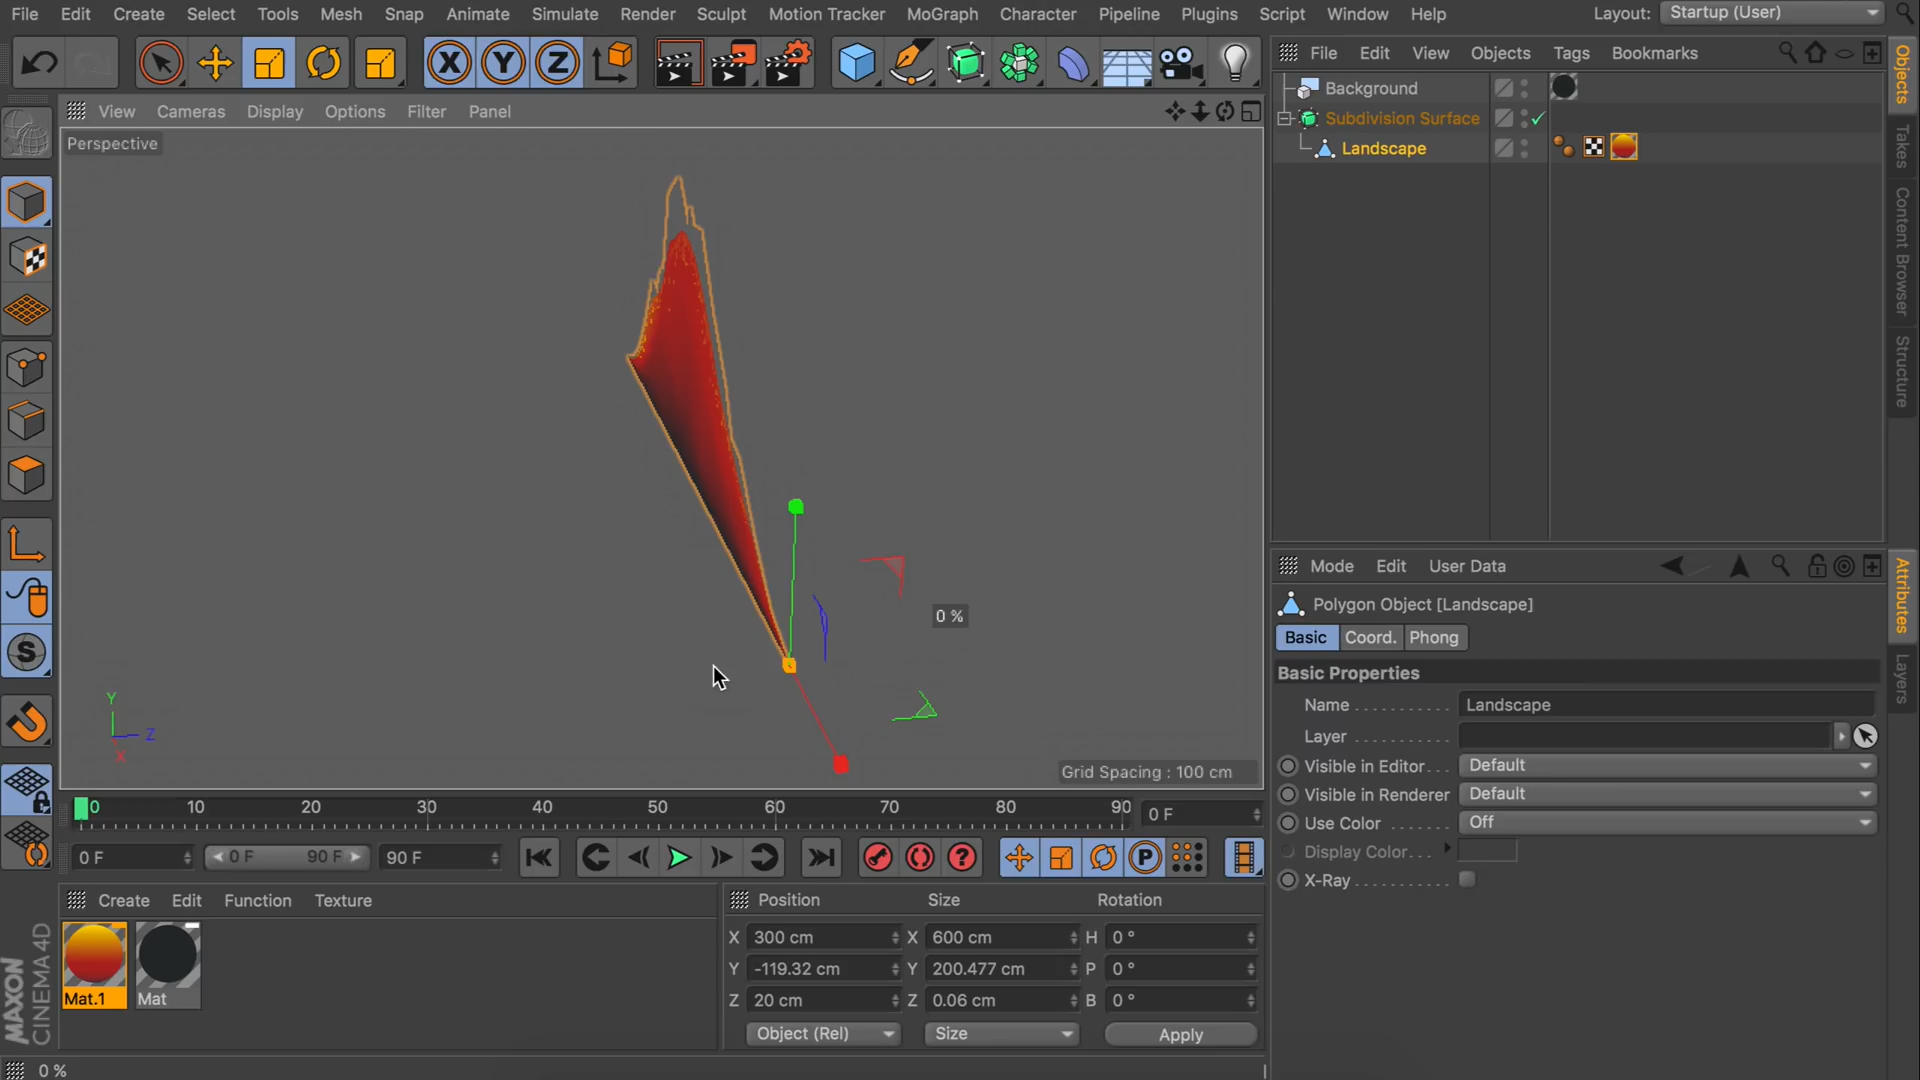 File Edit Create Select Tools Mesh Snap Animate Simulate Render Sculpt Motion Tracker MoGraph Character Pipeline Plugins Script Window Help Layout: Startup (User)
X Y Z
View Cameras Display Options Filter Panel
Perspective
0 %
Y
Z
X
Grid Spacing : 100 cm
S
0 10 20 30 40 50 60 70 80 90 0 F
0 F 0 F 90 F 90 F
P
Create Edit Function Texture
Mat.1 Mat
MAXON
CINEMA 4D
Position Size Rotation
X 300 cm X 600 cm H 0 °
Y -119.32 cm Y 200.477 cm P 0 °
Z 20 cm Z 0.06 cm B 0 °
Object (Rel) Size Apply
0 %
File Edit View Objects Tags Bookmarks
Background
Subdivision Surface
Landscape
Objects
Takes
Content Browser
Structure
Mode Edit User Data
Polygon Object [Landscape]
Basic Coord. Phong
Basic Properties
Name . . . . . . . . . . . Landscape
Layer . . . . . . . . . . .
Visible in Editor . . . Default
Visible in Renderer Default
Use Color . . . . . . . Off
Display Color . . .
X-Ray . . . . . . . . . . .
Attributes
Layers